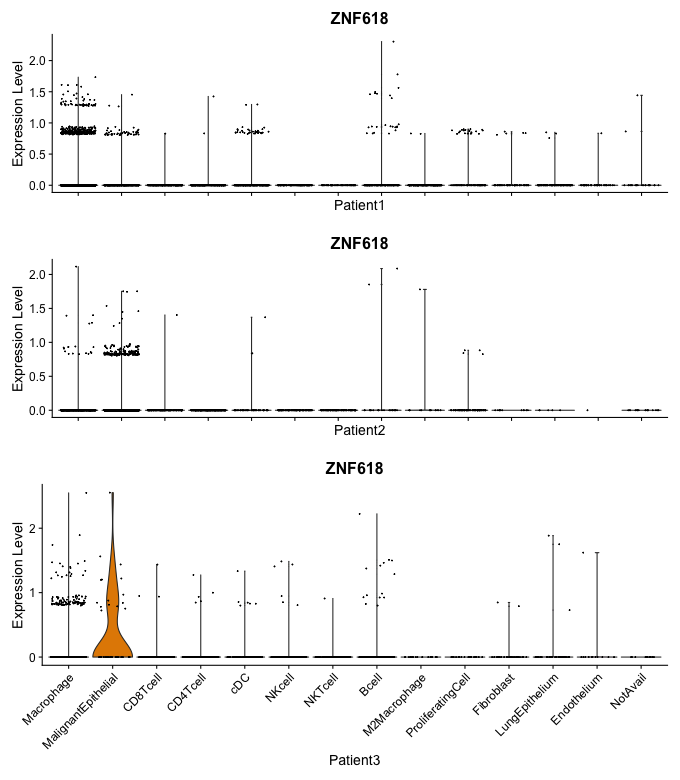 ZNF618
Expression Level
2.0
1.5
1.0
0.5
0.0
Patient1
ZNF618
Expression Level
2.0
1.5
1.0
0.5
0.0
Patient2
ZNF618
Expression Level
2
1
0
Macrophage
MalignantEpithelial
CD8Tcell
CD4Tcell
cDC
NKcell
NKTcell
Bcell
M2Macrophage
ProliferatingCell
Fibroblast
LungEpithelium
Endothelium
NotAvail
Patient3